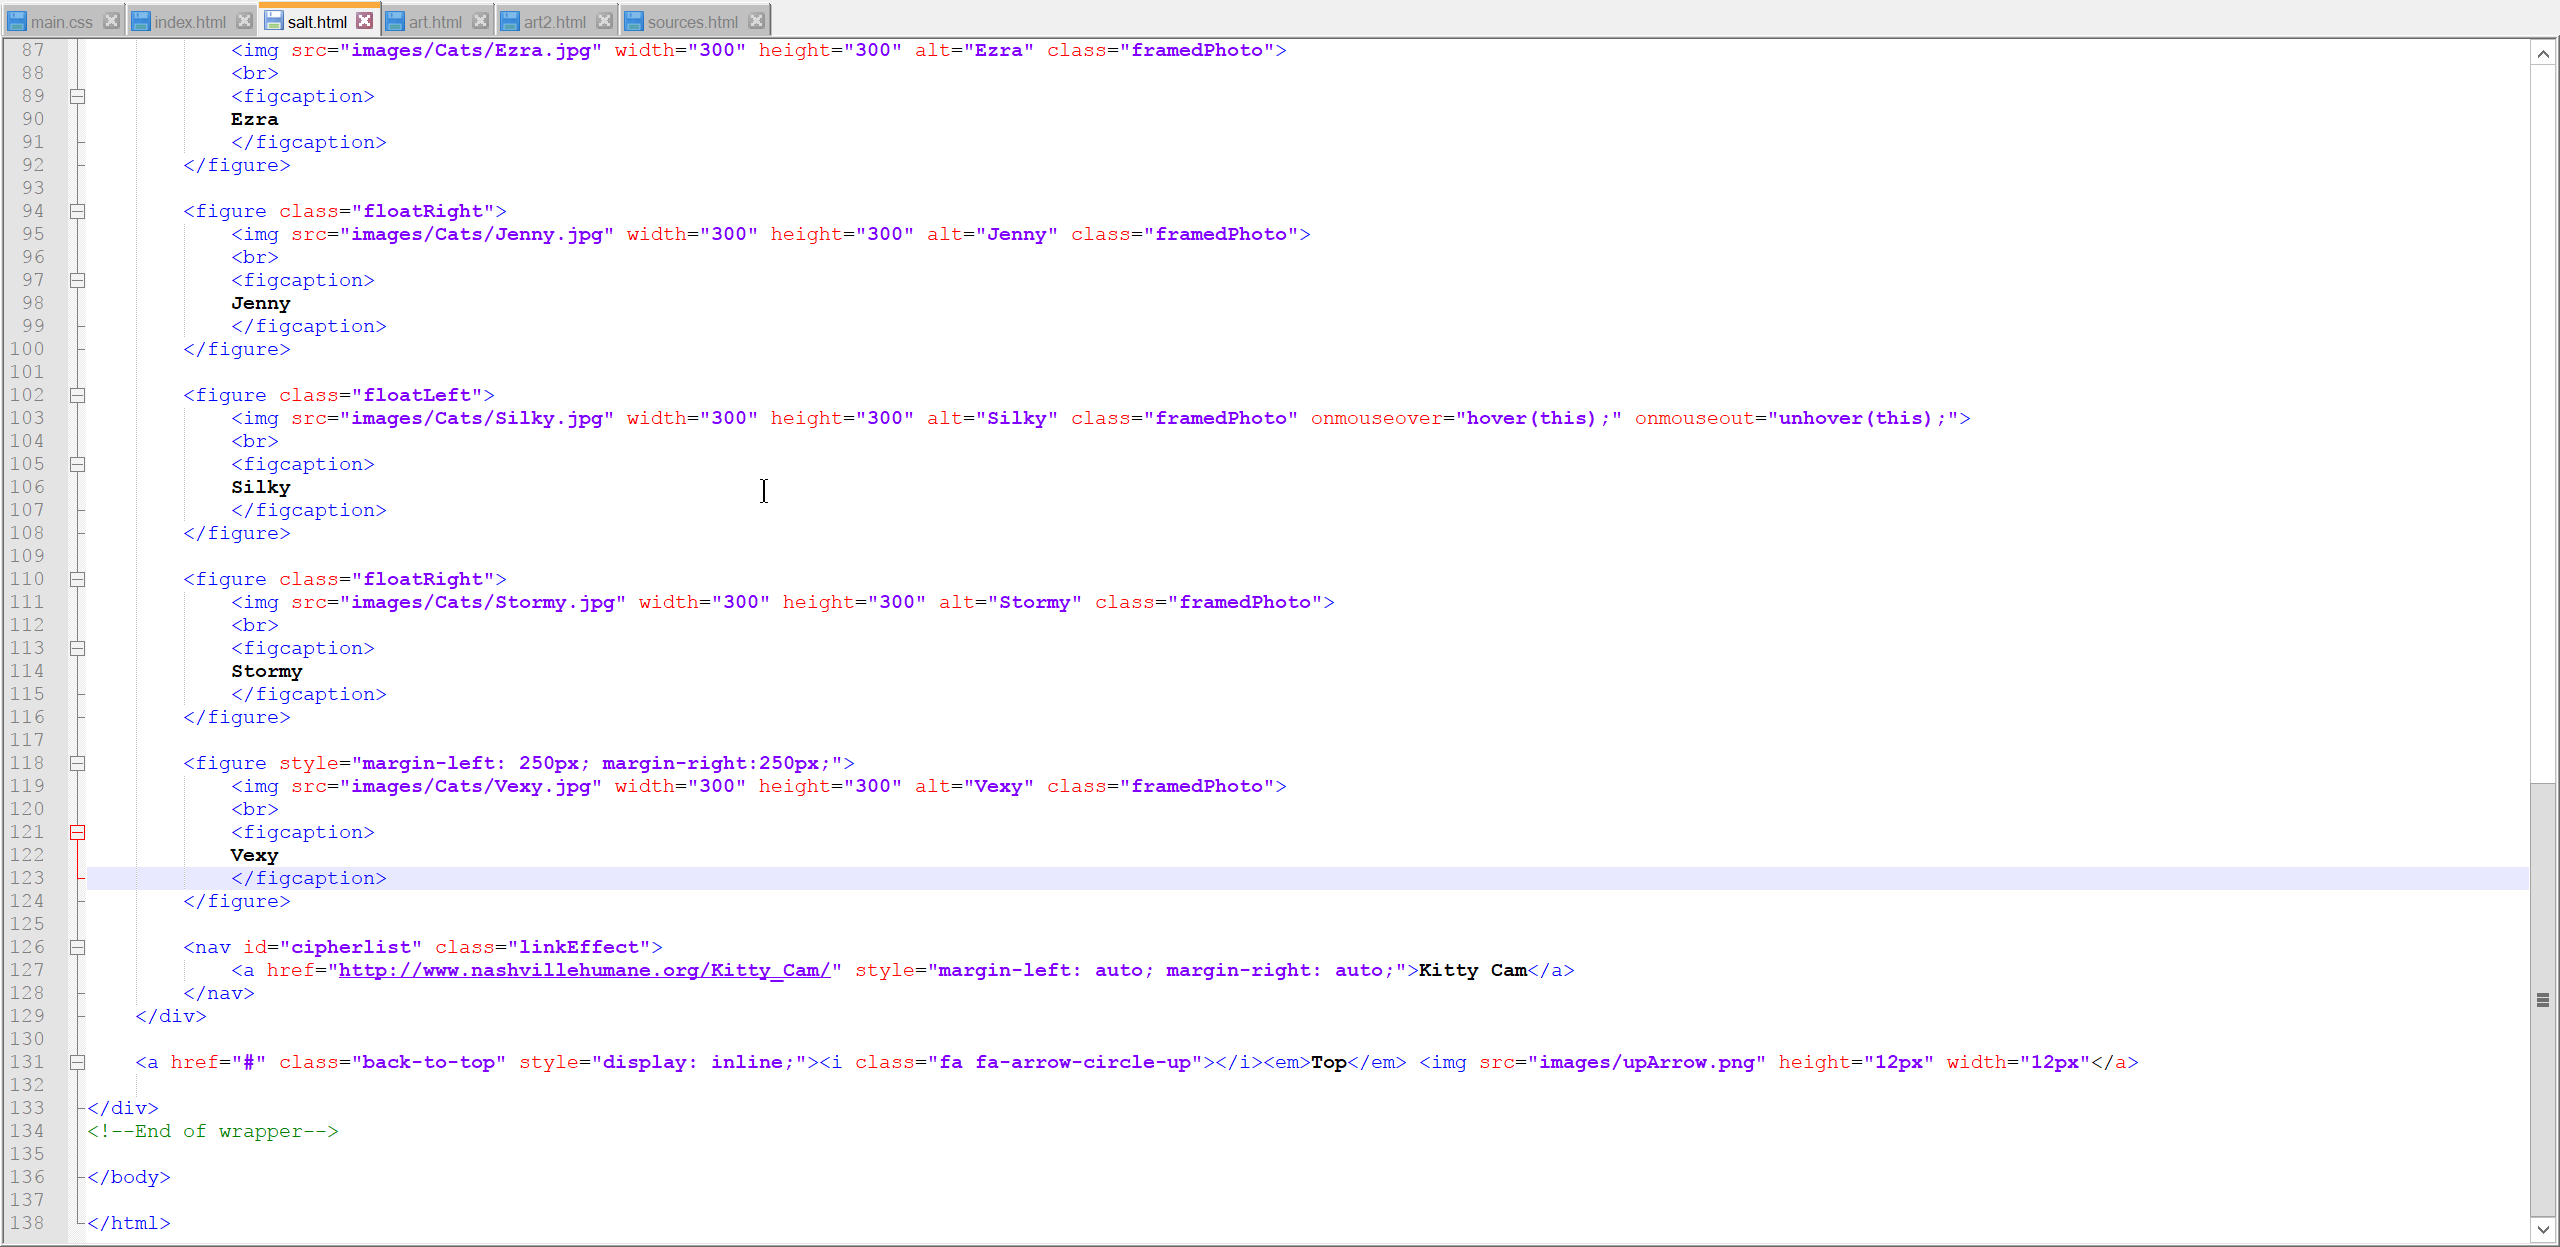 main.css index.html salt.html art.html art2.html sources.html
87 <img src="images/Cats/Ezra.jpg" width="300" height="300" alt="Ezra" class="framedPhoto">
88 <br>
89 <figcaption>
90 Ezra
91 </figcaption>
92 </figure>
93
94 <figure class="floatRight">
95 <img src="images/Cats/Jenny.jpg" width="300" height="300" alt="Jenny" class="framedPhoto">
96 <br>
97 <figcaption>
98 Jenny
99 </figcaption>
100 </figure>
101
102 <figure class="floatLeft">
103 <img src="images/Cats/Silky.jpg" width="300" height="300" alt="Silky" class="framedPhoto" onmouseover="hover(this);" onmouseout="unhover(this);">
104 <br>
105 <figcaption>
106 Silky
107 </figcaption>
108 </figure>
109
110 <figure class="floatRight">
111 <img src="images/Cats/Stormy.jpg" width="300" height="300" alt="Stormy" class="framedPhoto">
112 <br>
113 <figcaption>
114 Stormy
115 </figcaption>
116 </figure>
117
118 <figure style="margin-left: 250px; margin-right:250px;">
119 <img src="images/Cats/Vexy.jpg" width="300" height="300" alt="Vexy" class="framedPhoto">
120 <br>
121 <figcaption>
122 Vexy
123 </figcaption>
124 </figure>
125
126 <nav id="cipherlist" class="linkEffect">
127 <a href="http://www.nashvillehumane.org/Kitty_Cam/" style="margin-left: auto; margin-right: auto;">Kitty Cam</a>
128 </nav>
129 </div>
130
131 <a href="#" class="back-to-top" style="display: inline;"><i class="fa fa-arrow-circle-up"></i><em>Top</em> <img src="images/upArrow.png" height="12px" width="12px"</a>
132
133 </div>
134 <!--End of wrapper-->
135
136 </body>
137
138 </html>